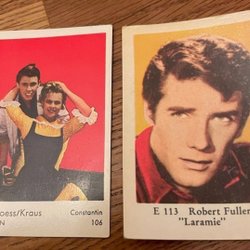 oess/Kraus Constantin
N 106
E 113 Robert Fuller
"Laramie"